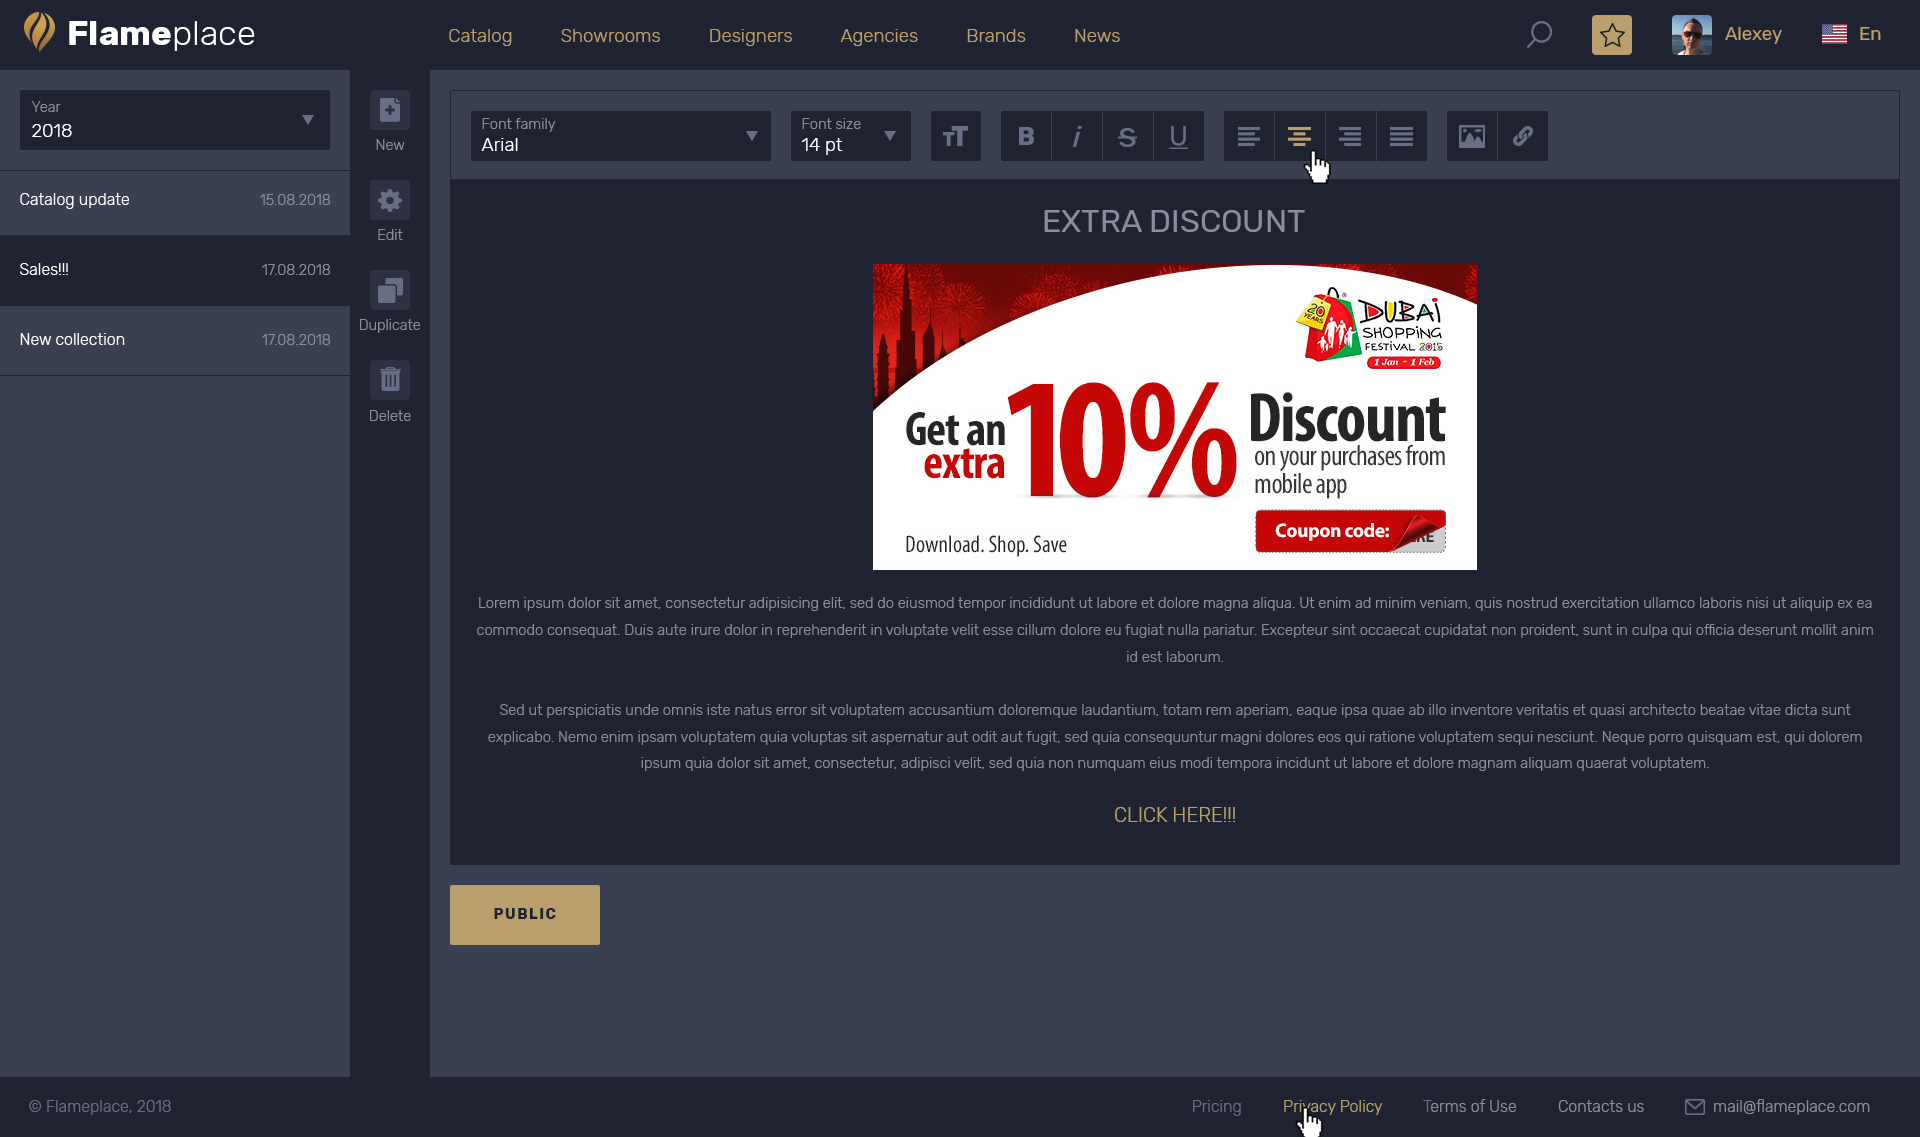 Flameplace
Catalog
Showrooms
Designers
Agencies
Brands
News
Alexey
En
Year
2018
Catalog update 15.08.2018
Sales!!! 17.08.2018
New collection 17.08.2018
New
Edit
Duplicate
Delete
Font family
Arial
Font size
14 pt
TT
B
i
S
U
EXTRA DISCOUNT
20
YEARS
DUBAI
SHOPPING
FESTIVAL 2015
1 Jan - 1 Feb
Get an
extra
10%
Discount
on your purchases from
mobile app
Download. Shop. Save
Coupon code:
Lorem ipsum dolor sit amet, consectetur adipisicing elit, sed do eiusmod tempor incididunt ut labore et dolore magna aliqua. Ut enim ad minim veniam, quis nostrud exercitation ullamco laboris nisi ut aliquip ex ea
commodo consequat. Duis aute irure dolor in reprehenderit in voluptate velit esse cillum dolore eu fugiat nulla pariatur. Excepteur sint occaecat cupidatat non proident, sunt in culpa qui officia deserunt mollit anim
id est laborum.
Sed ut perspiciatis unde omnis iste natus error sit voluptatem accusantium doloremque laudantium, totam rem aperiam, eaque ipsa quae ab illo inventore veritatis et quasi architecto beatae vitae dicta sunt
explicabo. Nemo enim ipsam voluptatem quia voluptas sit aspernatur aut odit aut fugit, sed quia consequuntur magni dolores eos qui ratione voluptatem sequi nesciunt. Neque porro quisquam est, qui dolorem
ipsum quia dolor sit amet, consectetur, adipisci velit, sed quia non numquam eius modi tempora incidunt ut labore et dolore magnam aliquam quaerat voluptatem.
CLICK HERE!!!
PUBLIC
© Flameplace, 2018
Pricing
Privacy Policy
Terms of Use
Contacts us
mail@flameplace.com